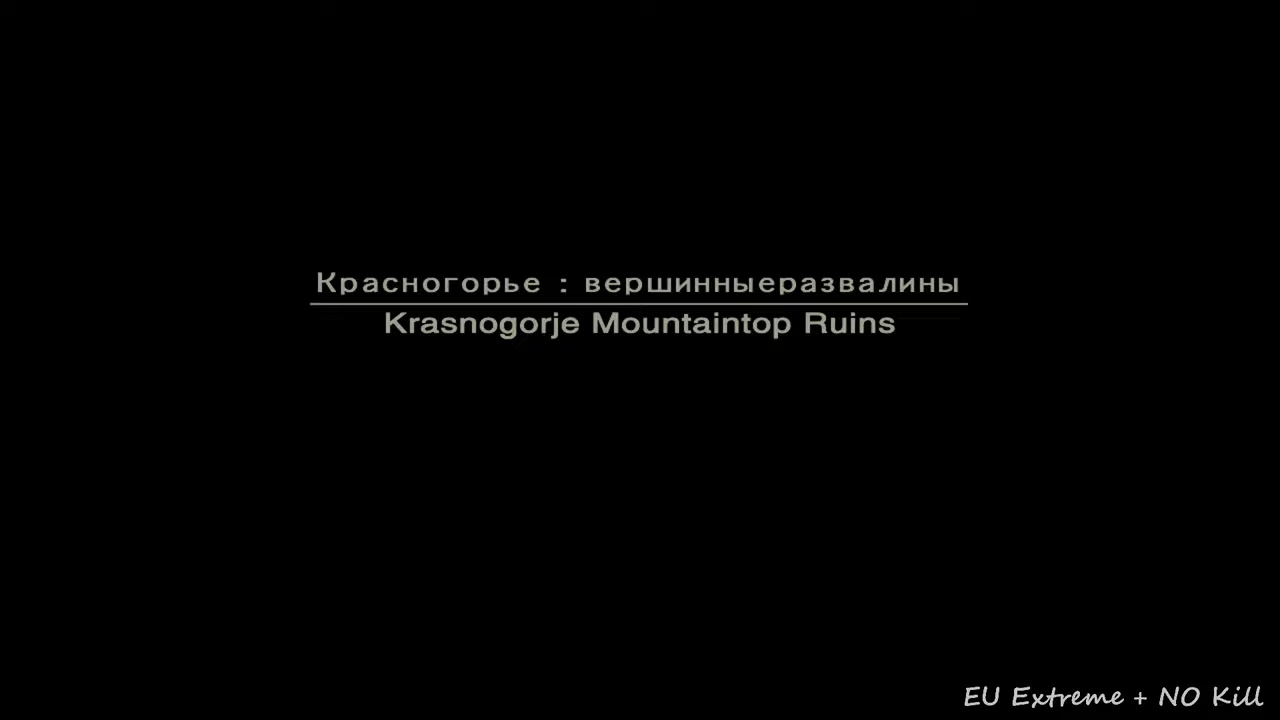 Красногорье : вершинныеразвалины
Krasnogorje Mountaintop Ruins
EU Extreme + NO Kill